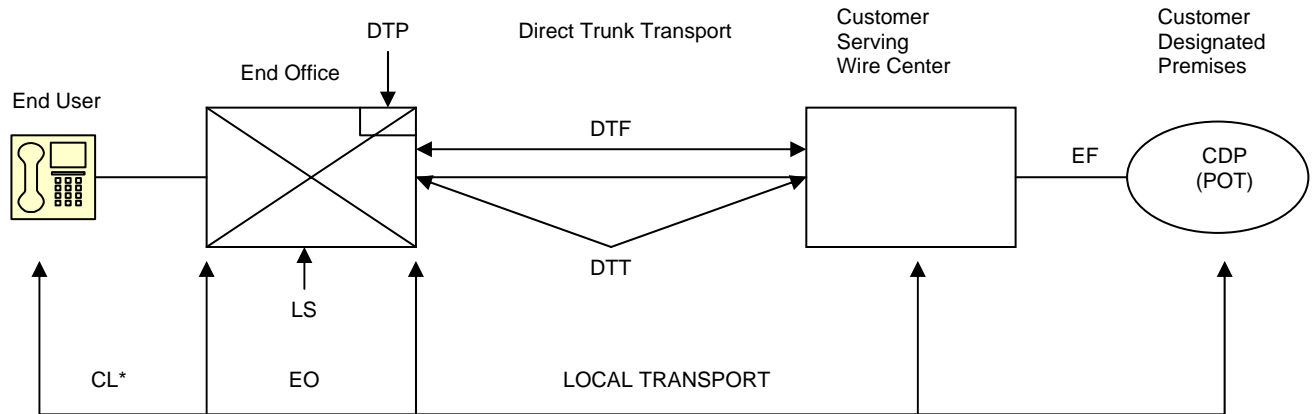 DTP
Direct Trunk Transport
Customer
Serving
Wire Center
Customer
Designated
Premises
End Office
End User
DTF
EF
CDP
(POT)
DTT
LS
CL*
EO
LOCAL TRANSPORT